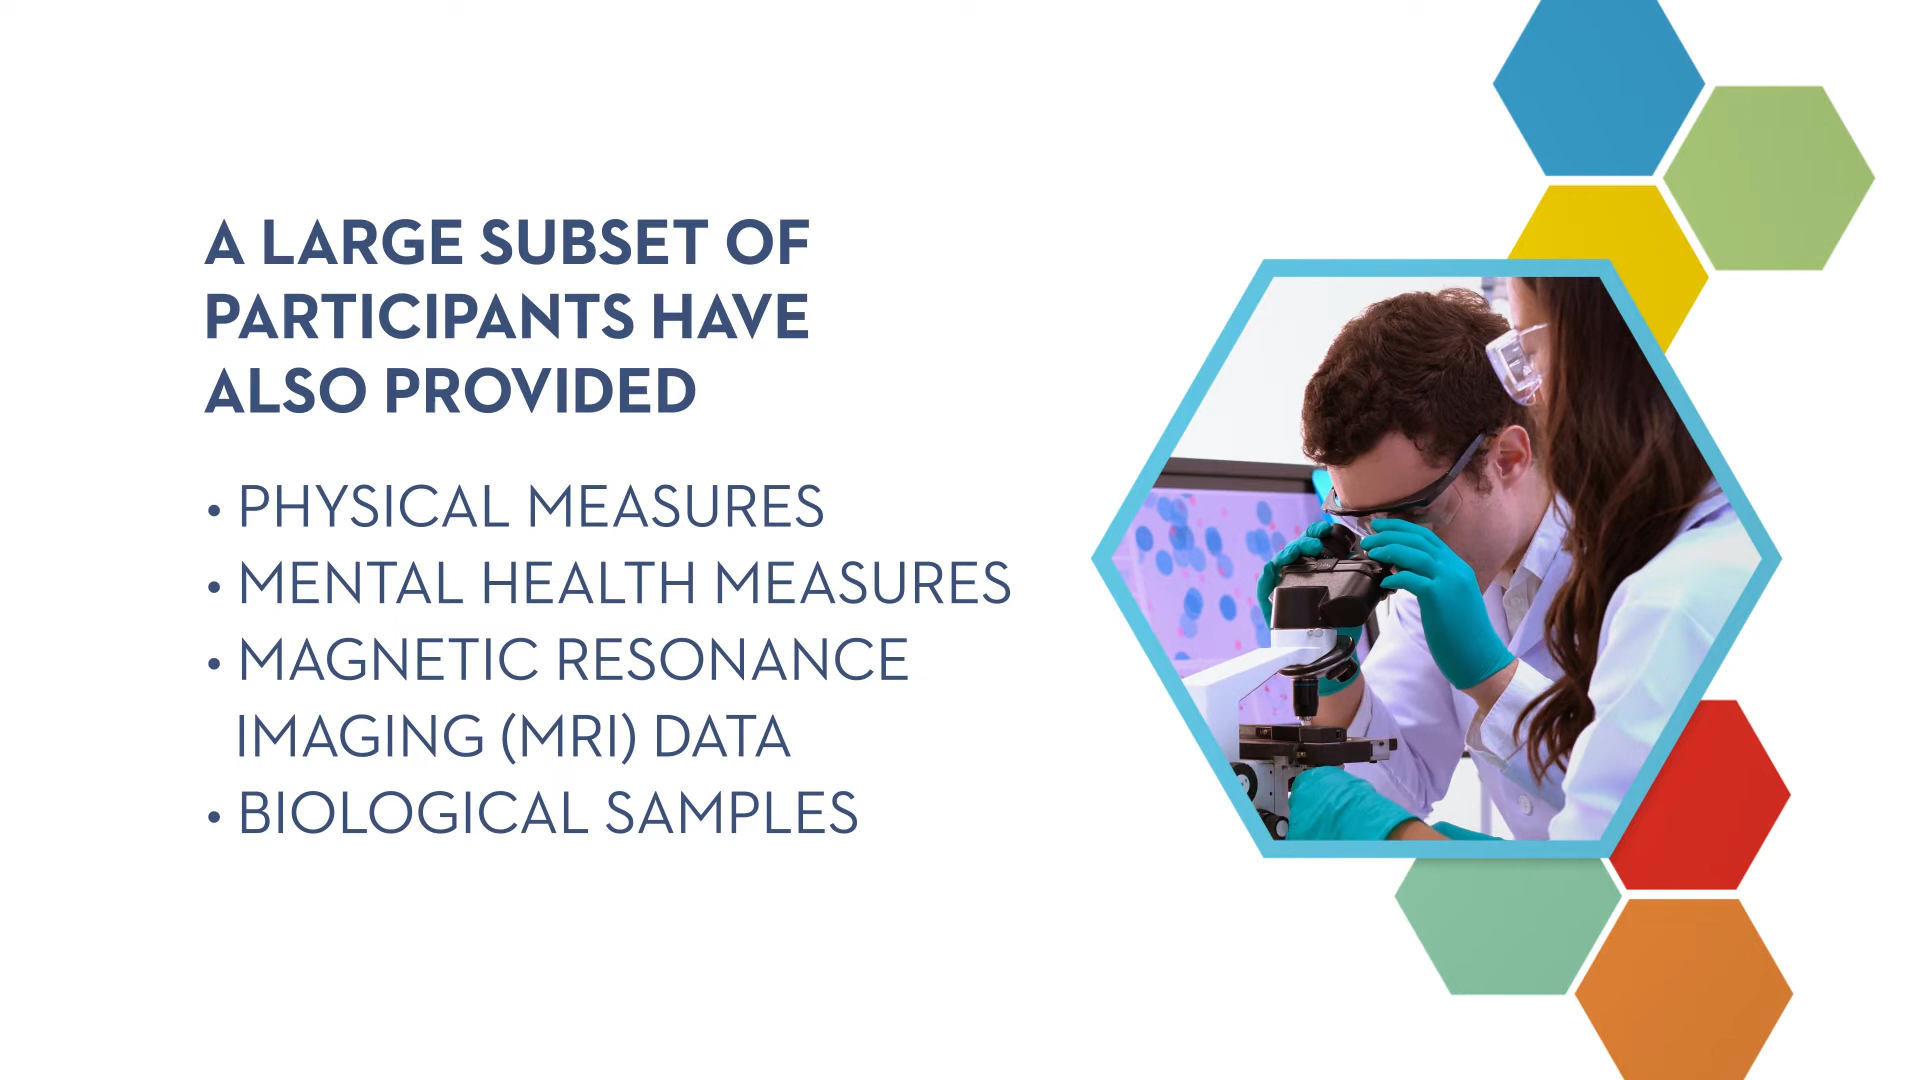 A LARGE SUBSET OF
PARTICIPANTS HAVE
ALSO PROVIDED
• PHYSICAL MEASURES
• MENTAL HEALTH MEASURES
• MAGNETIC RESONANCE
IMAGING (MRI) DATA
• BIOLOGICAL SAMPLES